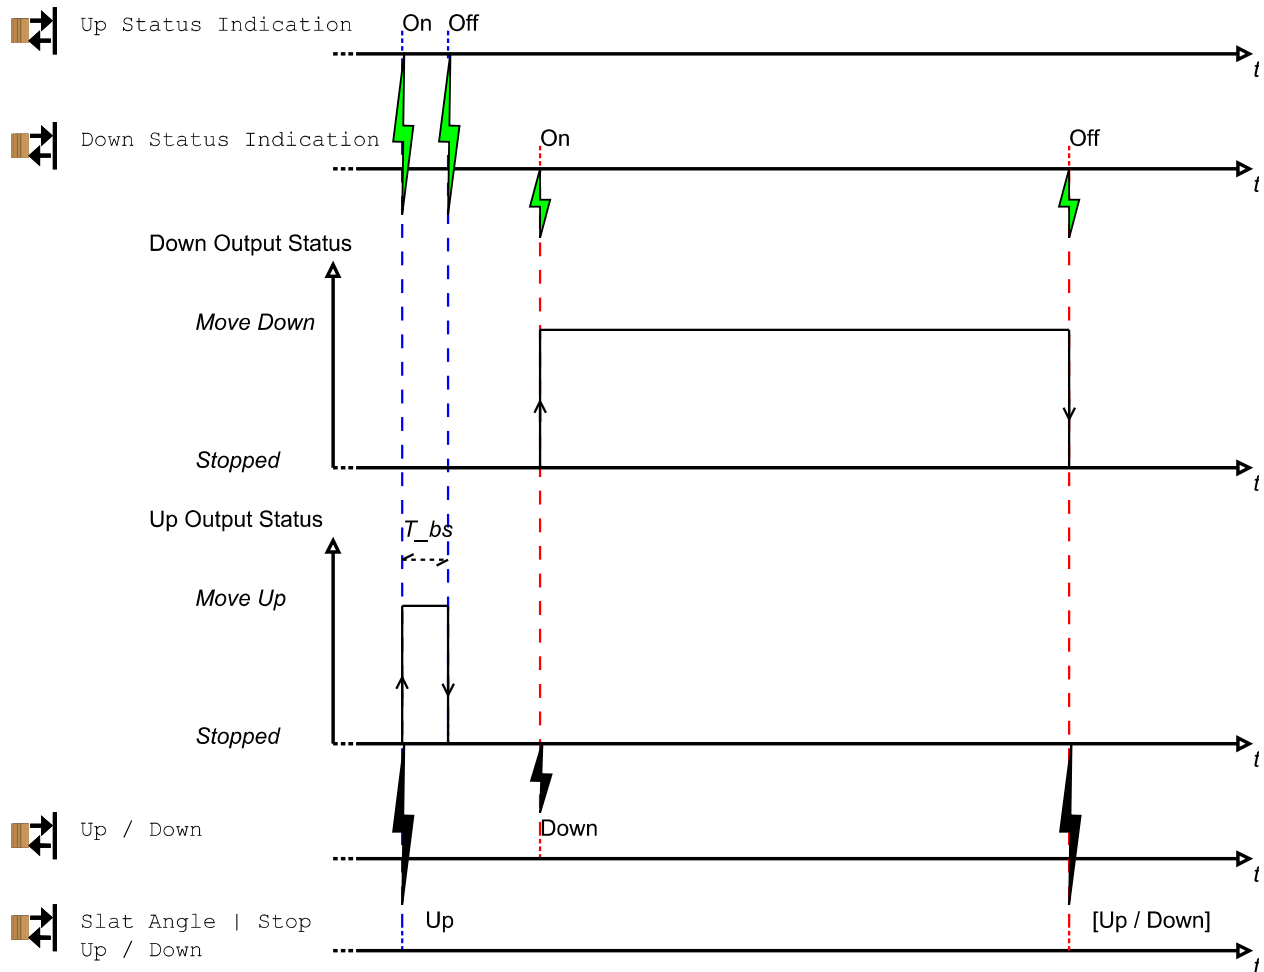 Up Status Indication
On Off
t
Down Status Indication
On
Off
t
Down Output Status
Move Down
Stopped
t
Up Output Status
T_bs
Move Up
Stopped
t
Up / Down
Down
t
Slat Angle | Stop
Up / Down
Up
[Up / Down]
t